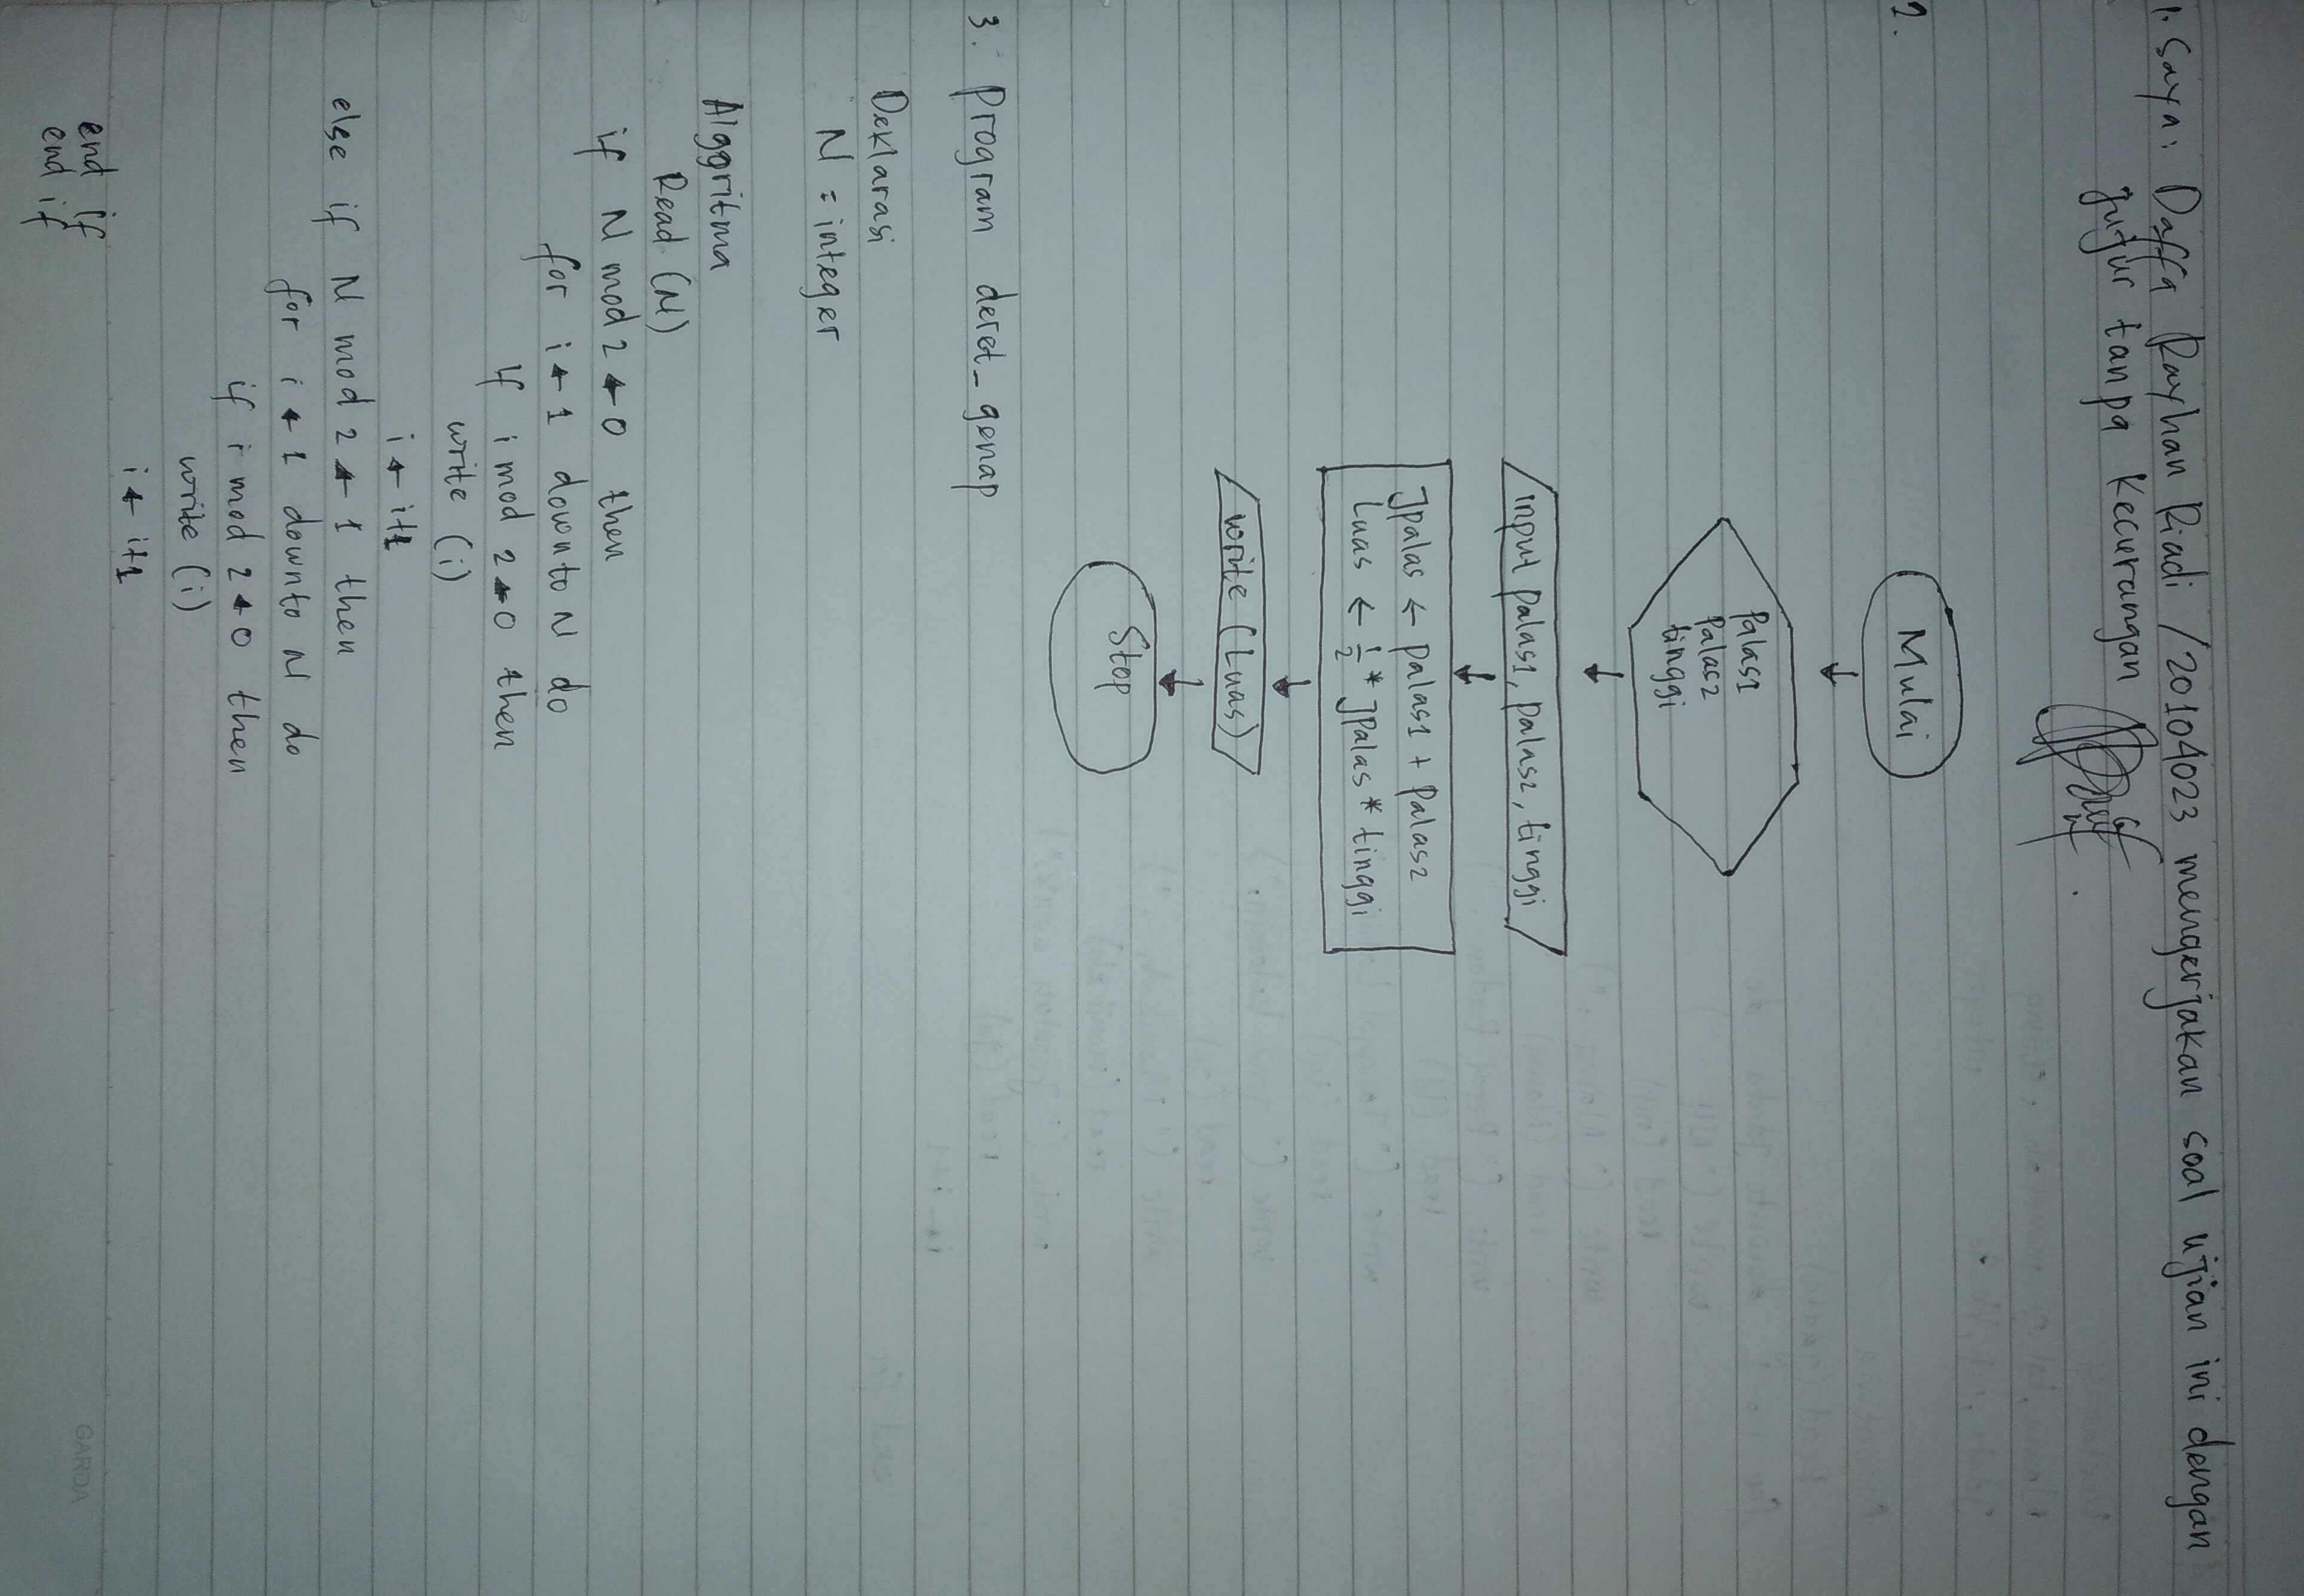 1. Saya: Daffa Rayhan Riadi /20104023 mengerjakan soal ujian ini dengan
jujur tanpa Kecurangan
2.
Mulai
Palas1
Palas2
tinggi
input palas1, palas2, tinggi
Jpalas ← palas1 + Palas2
Luas ← 1/2 * Jpalas * tinggi
write (Luas)
Stop
3. Program deret_genap
Deklarasi
N = integer
Algoritma
Read (N)
if N mod 2 ← 0 then
for i ← 1 downto N do
If i mod 2 ← 0 then
write (i)
i ← i+1
else if N mod 2 ← 1 then
for i ← 1 downto N do
if i mod 2 ← 0 then
write (i)
i ← i+1
end if
end if
GARDA